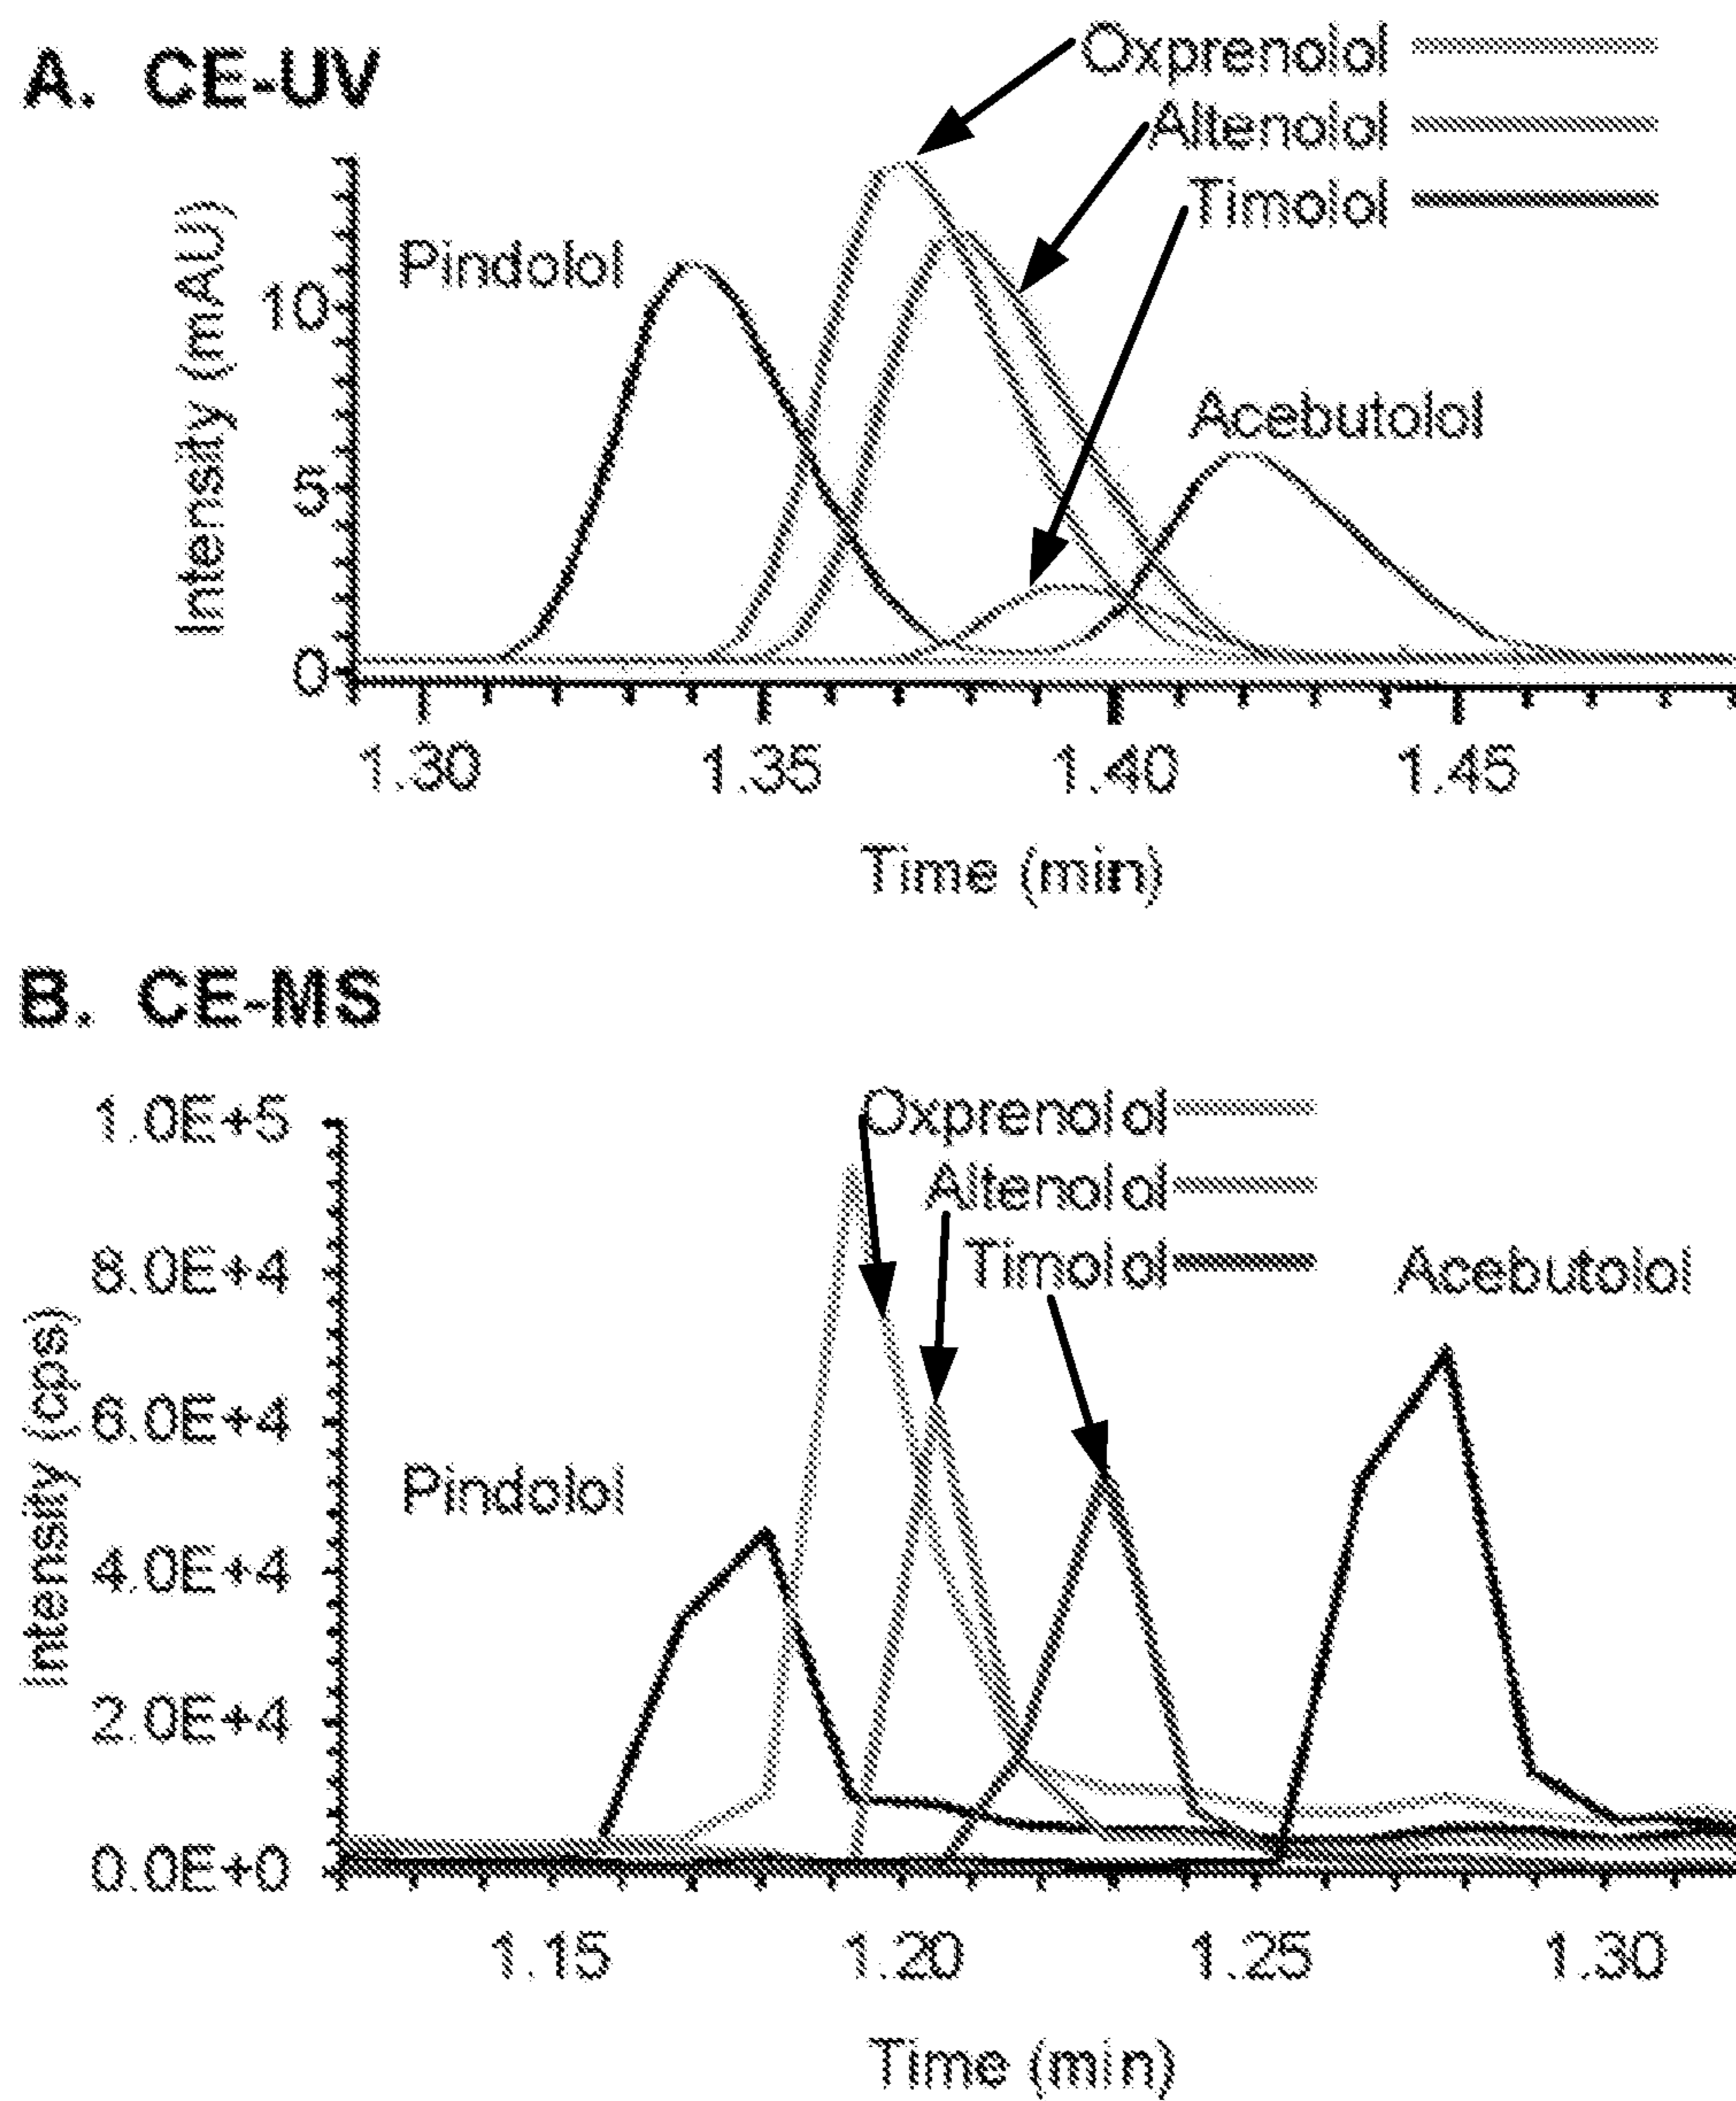 A. CE-UV
Oxprenolol
Altenolol
Timolol
Pindolol
Acebutolol
Intensity (mAU)
10
5
0
1.30 1.35 1.40 1.45
Time (min)
B. CE-MS
Oxprenolol
Altenolol
Timolol
Acebutolol
Pindolol
Intensity (cps)
1.0E+5
8.0E+4
6.0E+4
4.0E+4
2.0E+4
0.0E+0
1.15 1.20 1.25 1.30
Time (min)